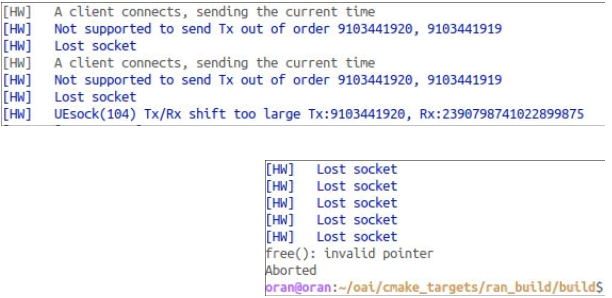 [HW] A client connects, sending the current time
[HW] Not supported to send Tx out of order 9103441920, 9103441919
[HW] Lost socket
[HW] A client connects, sending the current time
[HW] Not supported to send Tx out of order 9103441920, 9103441919
[HW] Lost socket
[HW] UEsock(104) Tx/Rx shift too large Tx:9103441920, Rx:2390798741022899875
[HW] Lost socket
[HW] Lost socket
[HW] Lost socket
[HW] Lost socket
[HW] Lost socket
free(): invalid pointer
Aborted
oran@oran:~/oai/cmake_targets/ran_build/build$